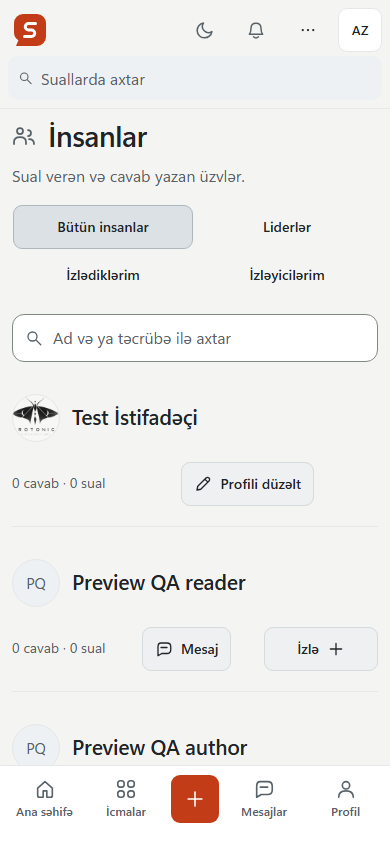 S
AZ
Suallarda axtar
İnsanlar
Sual verən və cavab yazan üzvlər.
Bütün insanlar
Liderlər
İzlədiklərim
İzləyicilərim
Ad və ya təcrübə ilə axtar
ROTONIC
Test İstifadəçi
0 cavab · 0 sual
Profili düzəlt
PQ
Preview QA reader
0 cavab · 0 sual
Mesaj
İzlə
PQ
Preview QA author
Ana səhifə
İcmalar
Mesajlar
Profil